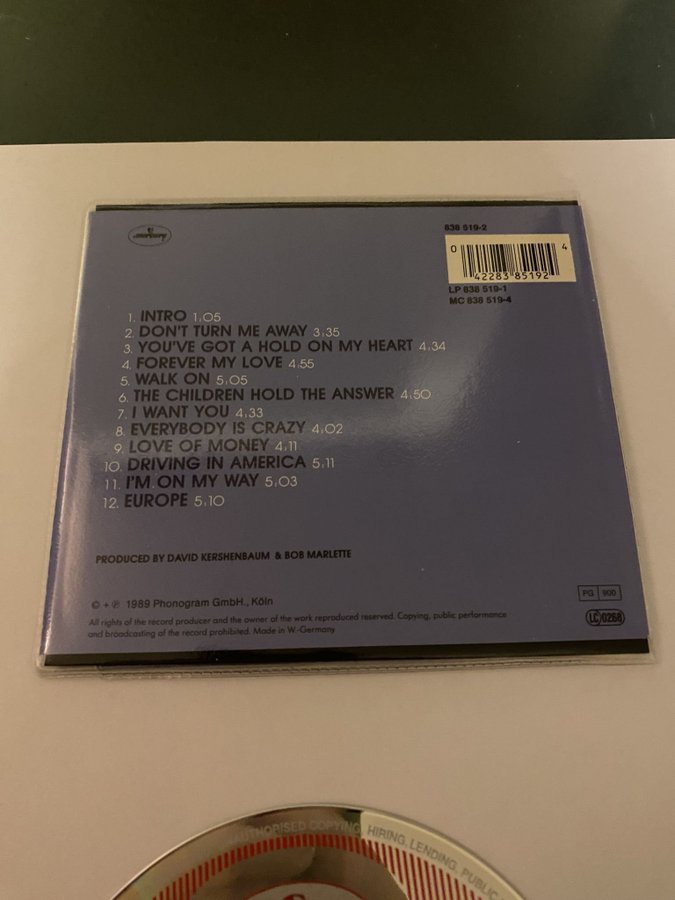 mercury
838 519-2
0 42283 85192 4
LP 838 519-1
MC 838 519-4
1. INTRO 1:05
2. DON'T TURN ME AWAY 3:35
3. YOU'VE GOT A HOLD ON MY HEART 4:34
4. FOREVER MY LOVE 4:55
5. WALK ON 5:05
6. THE CHILDREN HOLD THE ANSWER 4:50
7. I WANT YOU 4:33
8. EVERYBODY IS CRAZY 4:02
9. LOVE OF MONEY 4:11
10. DRIVING IN AMERICA 5:11
11. I'M ON MY WAY 5:03
12. EUROPE 5:10
PRODUCED BY DAVID KERSHENBAUM & BOB MARLETTE
© + ℗ 1989 Phonogram GmbH., Köln
All rights of the record producer and the owner of the work reproduced reserved. Copying, public performance
and broadcasting of the record prohibited. Made in W.-Germany
PG 900
LC 0268
COPYING, HIRING, LENDING, PUBLIC